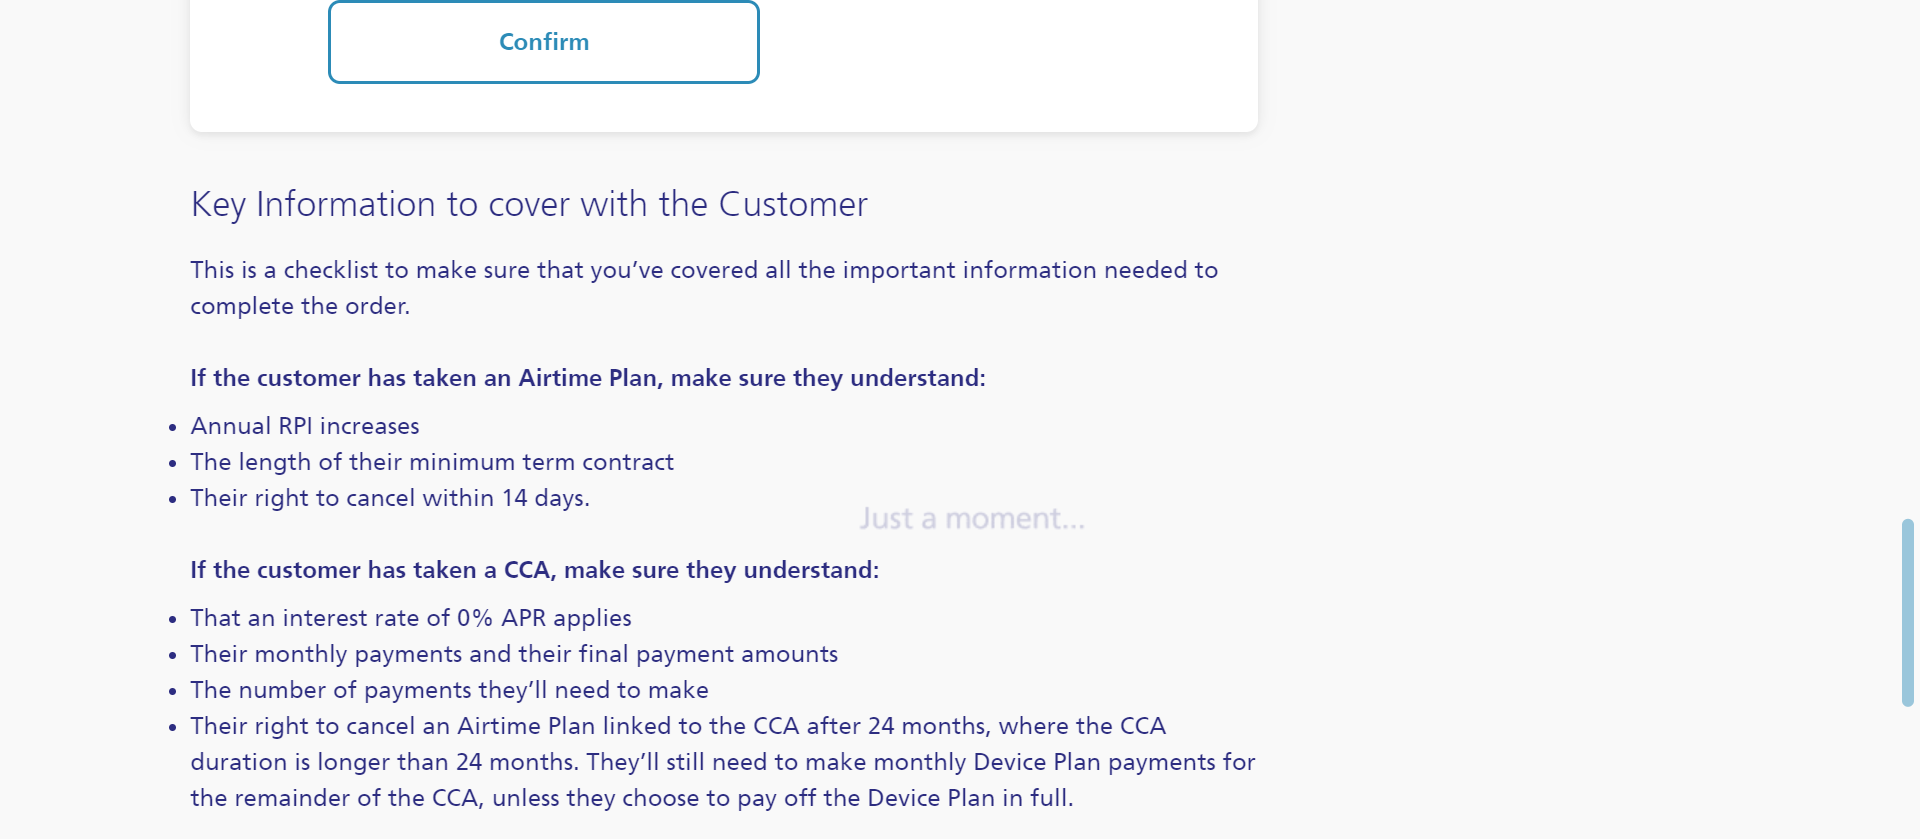 Confirm
Key Information to cover with the Customer
This is a checklist to make sure that you’ve covered all the important information needed to
complete the order.
If the customer has taken an Airtime Plan, make sure they understand:
• Annual RPI increases
• The length of their minimum term contract
• Their right to cancel within 14 days.
Just a moment...
If the customer has taken a CCA, make sure they understand:
• That an interest rate of 0% APR applies
• Their monthly payments and their final payment amounts
• The number of payments they’ll need to make
• Their right to cancel an Airtime Plan linked to the CCA after 24 months, where the CCA
duration is longer than 24 months. They’ll still need to make monthly Device Plan payments for
the remainder of the CCA, unless they choose to pay off the Device Plan in full.